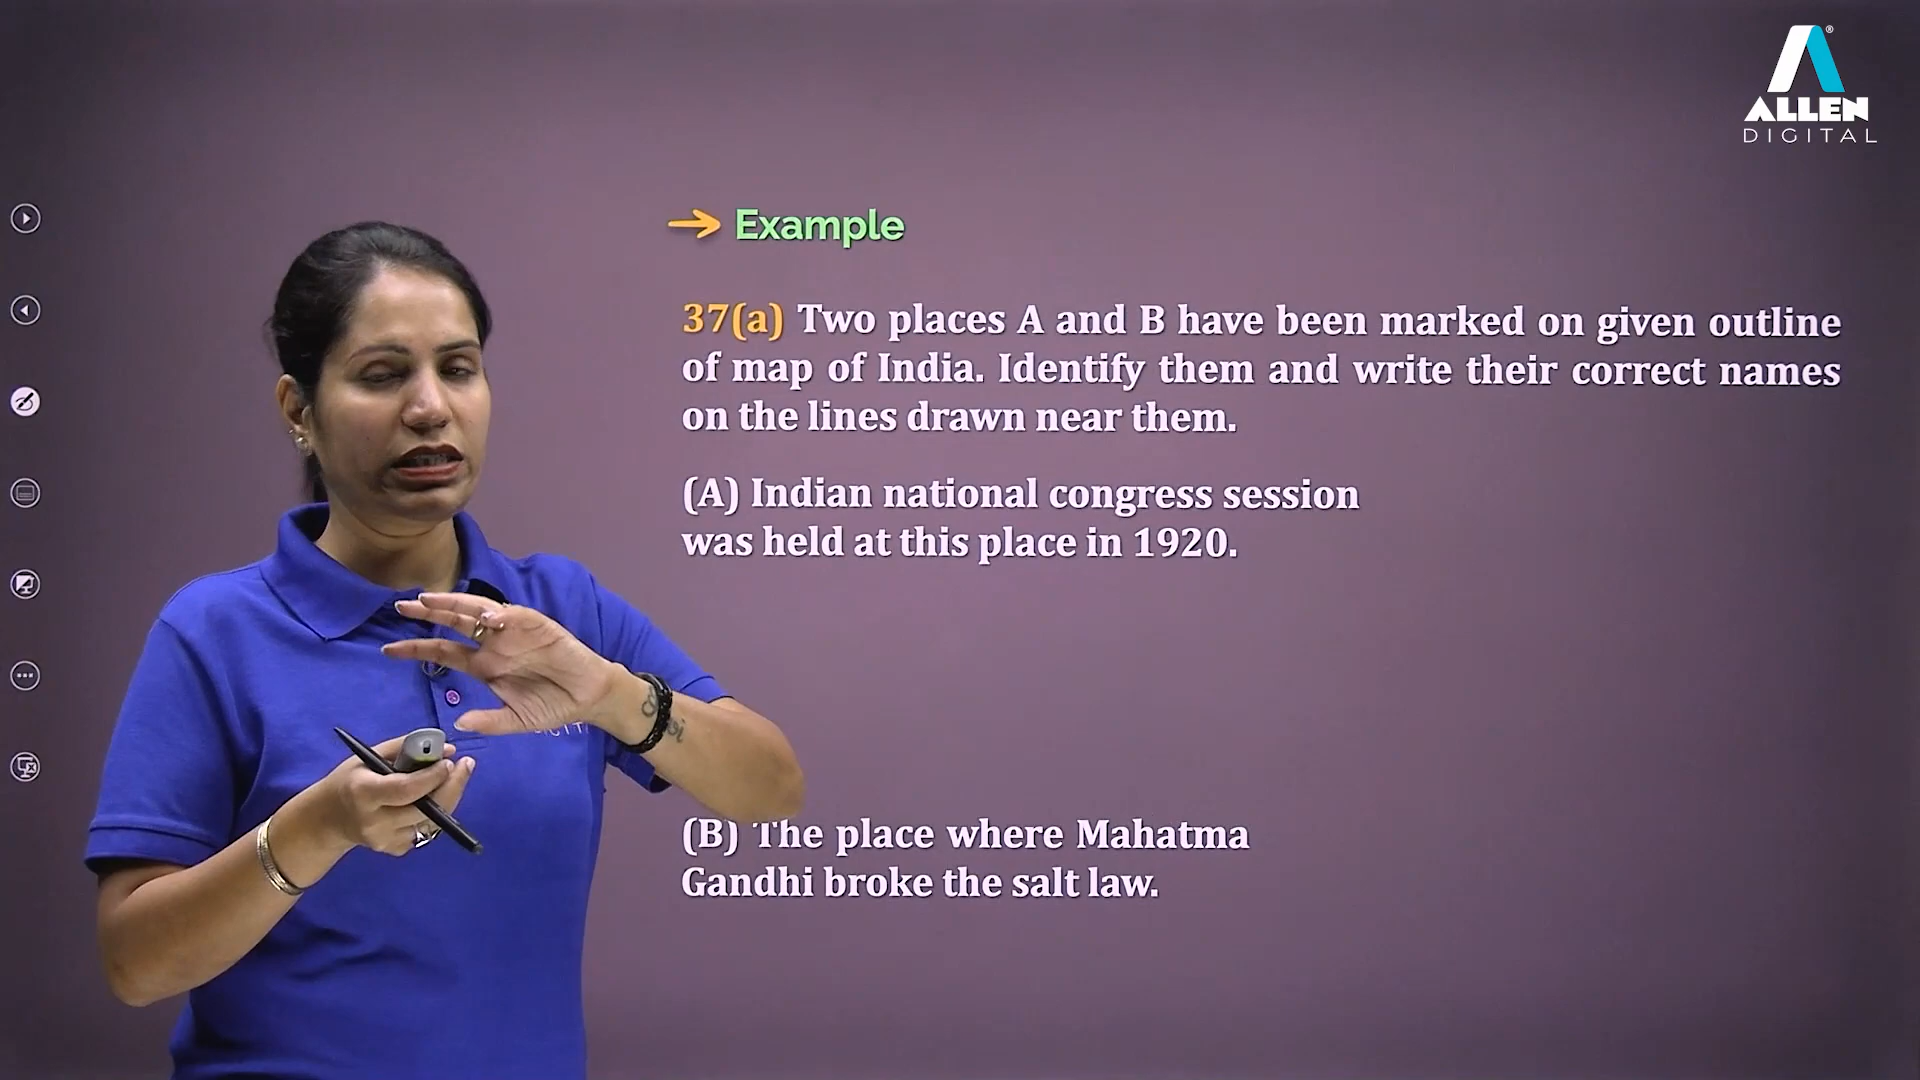 ALLEN
DIGITAL
Example
37(a) Two places A and B have been marked on given outline
of map of India. Identify them and write their correct names
on the lines drawn near them.
(A) Indian national congress session
was held at this place in 1920.
(B) The place where Mahatma
Gandhi broke the salt law.